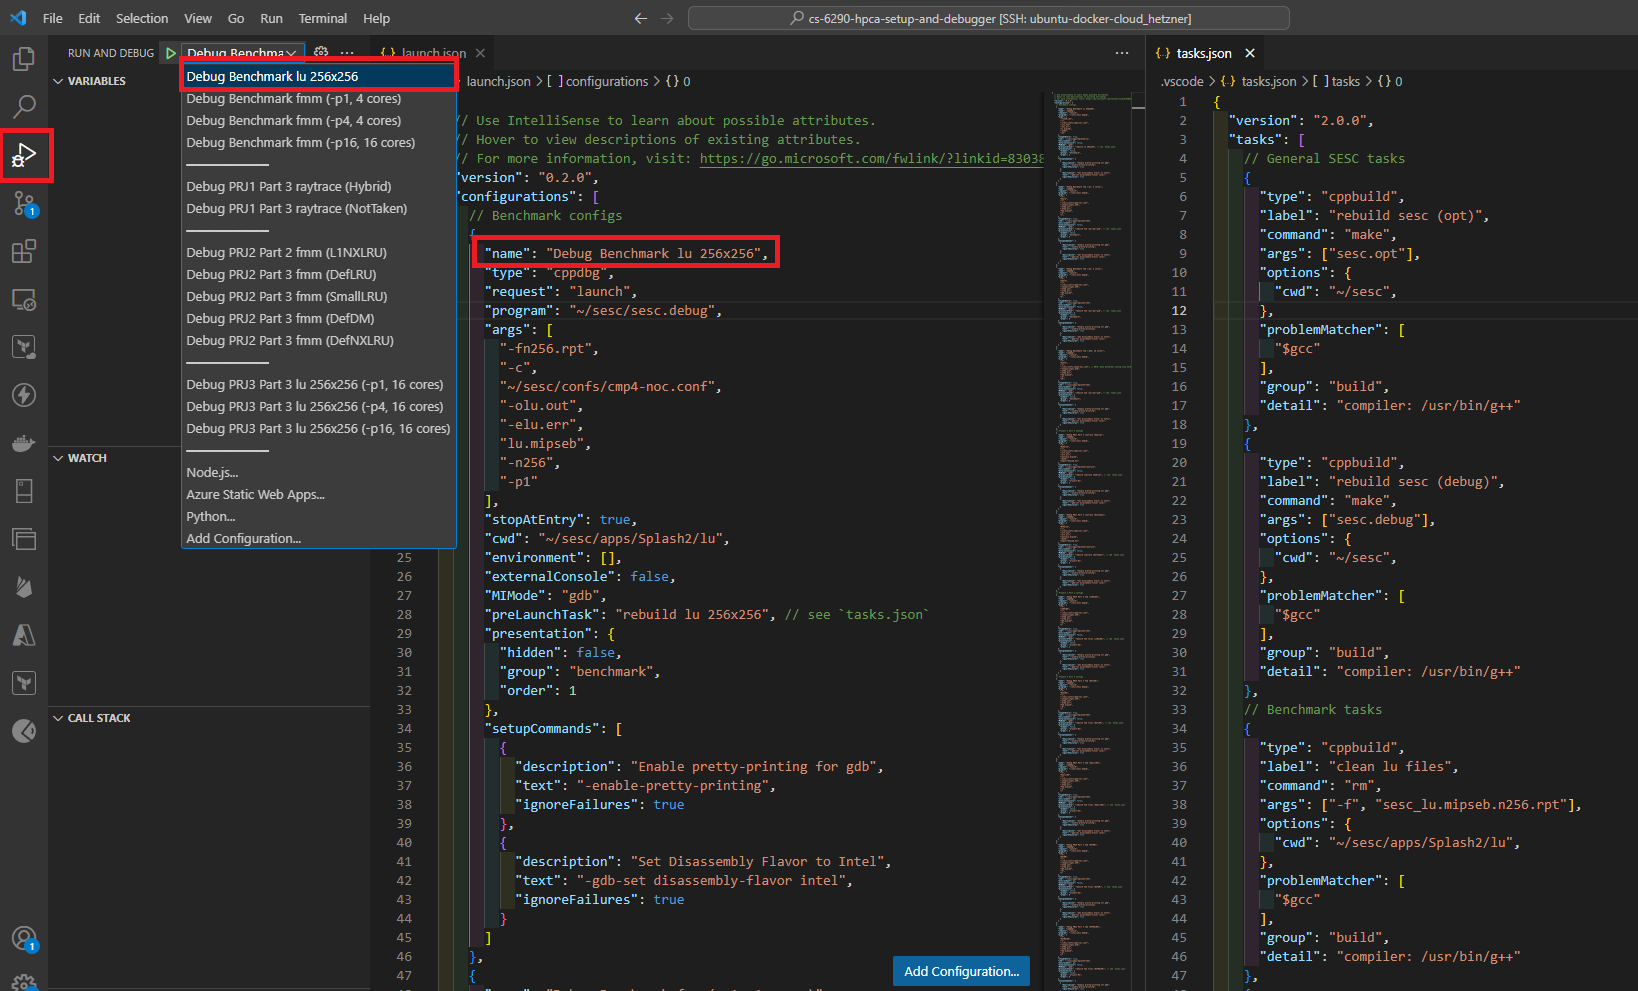 File Edit Selection View Go Run Terminal Help
cs-6290-hpca-setup-and-debugger [SSH: ubuntu-docker-cloud_hetzner]
RUN AND DEBUG
Debug Benchma
launch.json
VARIABLES
Debug Benchmark lu 256x256
Debug Benchmark fmm (-p1, 4 cores)
Debug Benchmark fmm (-p4, 4 cores)
Debug Benchmark fmm (-p16, 16 cores)
Debug PRJ1 Part 3 raytrace (Hybrid)
Debug PRJ1 Part 3 raytrace (NotTaken)
Debug PRJ2 Part 2 fmm (L1NXLRU)
Debug PRJ2 Part 3 fmm (DefLRU)
Debug PRJ2 Part 3 fmm (SmallLRU)
Debug PRJ2 Part 3 fmm (DefDM)
Debug PRJ2 Part 3 fmm (DefNXLRU)
Debug PRJ3 Part 3 lu 256x256 (-p1, 16 cores)
Debug PRJ3 Part 3 lu 256x256 (-p4, 16 cores)
Debug PRJ3 Part 3 lu 256x256 (-p16, 16 cores)
Node.js...
Azure Static Web Apps...
Python...
Add Configuration...
WATCH
CALL STACK
1
1
launch.json > [ ] configurations > { } 0
// Use IntelliSense to learn about possible attributes.
// Hover to view descriptions of existing attributes.
// For more information, visit: https://go.microsoft.com/fwlink/?linkid=83038
version": "0.2.0",
"configurations": [
// Benchmark configs
{
"name": "Debug Benchmark lu 256x256",
"type": "cppdbg",
"request": "launch",
"program": "~/sesc/sesc.debug",
"args": [
"-fn256.rpt",
"-c",
"~/sesc/confs/cmp4-noc.conf",
"-olu.out",
"-elu.err",
"lu.mipseb",
"-n256",
"-p1"
],
"stopAtEntry": true,
"cwd": "~/sesc/apps/Splash2/lu",
25 "environment": [],
26 "externalConsole": false,
27 "MIMode": "gdb",
28 "preLaunchTask": "rebuild lu 256x256", // see `tasks.json`
29 "presentation": {
30 "hidden": false,
31 "group": "benchmark",
32 "order": 1
33 },
34 "setupCommands": [
35 {
36 "description": "Enable pretty-printing for gdb",
37 "text": "-enable-pretty-printing",
38 "ignoreFailures": true
39 },
40 {
41 "description": "Set Disassembly Flavor to Intel",
42 "text": "-gdb-set disassembly-flavor intel",
43 "ignoreFailures": true
44 }
45 ]
46 },
47 {
Add Configuration...
tasks.json
.vscode > { } tasks.json > [ ] tasks > { } 0
1 {
2 "version": "2.0.0",
3 "tasks": [
4 // General SESC tasks
5 {
6 "type": "cppbuild",
7 "label": "rebuild sesc (opt)",
8 "command": "make",
9 "args": ["sesc.opt"],
10 "options": {
11 "cwd": "~/sesc",
12 },
13 "problemMatcher": [
14 "$gcc"
15 ],
16 "group": "build",
17 "detail": "compiler: /usr/bin/g++"
18 },
19 {
20 "type": "cppbuild",
21 "label": "rebuild sesc (debug)",
22 "command": "make",
23 "args": ["sesc.debug"],
24 "options": {
25 "cwd": "~/sesc",
26 },
27 "problemMatcher": [
28 "$gcc"
29 ],
30 "group": "build",
31 "detail": "compiler: /usr/bin/g++"
32 },
33 // Benchmark tasks
34 {
35 "type": "cppbuild",
36 "label": "clean lu files",
37 "command": "rm",
38 "args": ["-f", "sesc_lu.mipseb.n256.rpt"],
39 "options": {
40 "cwd": "~/sesc/apps/Splash2/lu",
41 },
42 "problemMatcher": [
43 "$gcc"
44 ],
45 "group": "build",
46 "detail": "compiler: /usr/bin/g++"
47 },